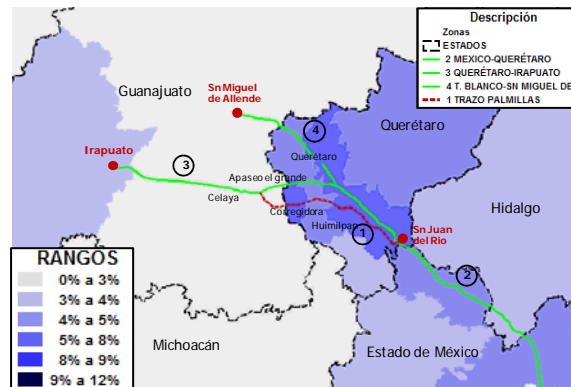 Descripción
Zonas
ESTADOS
2 MEXICO-QUERÉTARO
3 QUERÉTARO-IRAPUATO
4 T. BLANCO-SN MIGUEL DE
1 TRAZO PALMILLAS
Guanajuato
Sn Miguel
de Allende
4
Querétaro
Querétaro
Irapuato
3
Apaseo el grande
Celaya
Corregidora
Huimilpan
1
Sn Juan
del Rio
Hidalgo
2
RANGOS
0% a 3%
3% a 4%
4% a 5%
5% a 8%
8% a 9%
9% a 12%
Michoacán
Estado de México